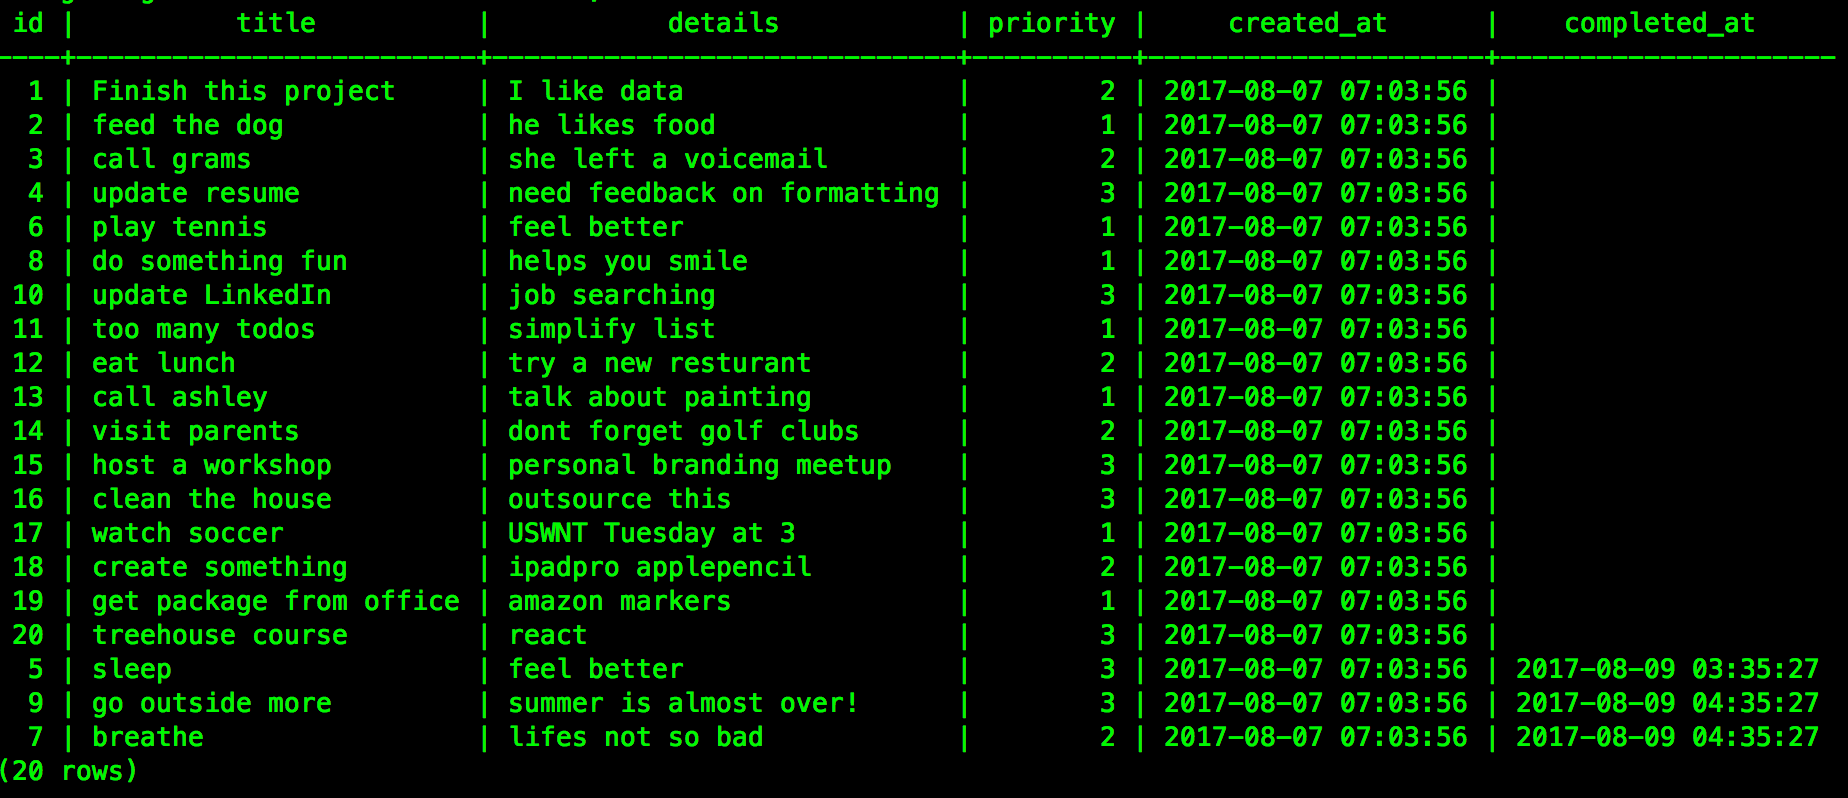 id | title | details | priority | created_at | completed_at
----+-------------------------+-----------------------------+----------+---------------------+---------------------
1 | Finish this project | I like data | 2 | 2017-08-07 07:03:56 |
2 | feed the dog | he likes food | 1 | 2017-08-07 07:03:56 |
3 | call grams | she left a voicemail | 2 | 2017-08-07 07:03:56 |
4 | update resume | need feedback on formatting | 3 | 2017-08-07 07:03:56 |
6 | play tennis | feel better | 1 | 2017-08-07 07:03:56 |
8 | do something fun | helps you smile | 1 | 2017-08-07 07:03:56 |
10 | update LinkedIn | job searching | 3 | 2017-08-07 07:03:56 |
11 | too many todos | simplify list | 1 | 2017-08-07 07:03:56 |
12 | eat lunch | try a new resturant | 2 | 2017-08-07 07:03:56 |
13 | call ashley | talk about painting | 1 | 2017-08-07 07:03:56 |
14 | visit parents | dont forget golf clubs | 2 | 2017-08-07 07:03:56 |
15 | host a workshop | personal branding meetup | 3 | 2017-08-07 07:03:56 |
16 | clean the house | outsource this | 3 | 2017-08-07 07:03:56 |
17 | watch soccer | USWNT Tuesday at 3 | 1 | 2017-08-07 07:03:56 |
18 | create something | ipadpro applepencil | 2 | 2017-08-07 07:03:56 |
19 | get package from office | amazon markers | 1 | 2017-08-07 07:03:56 |
20 | treehouse course | react | 3 | 2017-08-07 07:03:56 |
5 | sleep | feel better | 3 | 2017-08-07 07:03:56 | 2017-08-09 03:35:27
9 | go outside more | summer is almost over! | 3 | 2017-08-07 07:03:56 | 2017-08-09 04:35:27
7 | breathe | lifes not so bad | 2 | 2017-08-07 07:03:56 | 2017-08-09 04:35:27
(20 rows)